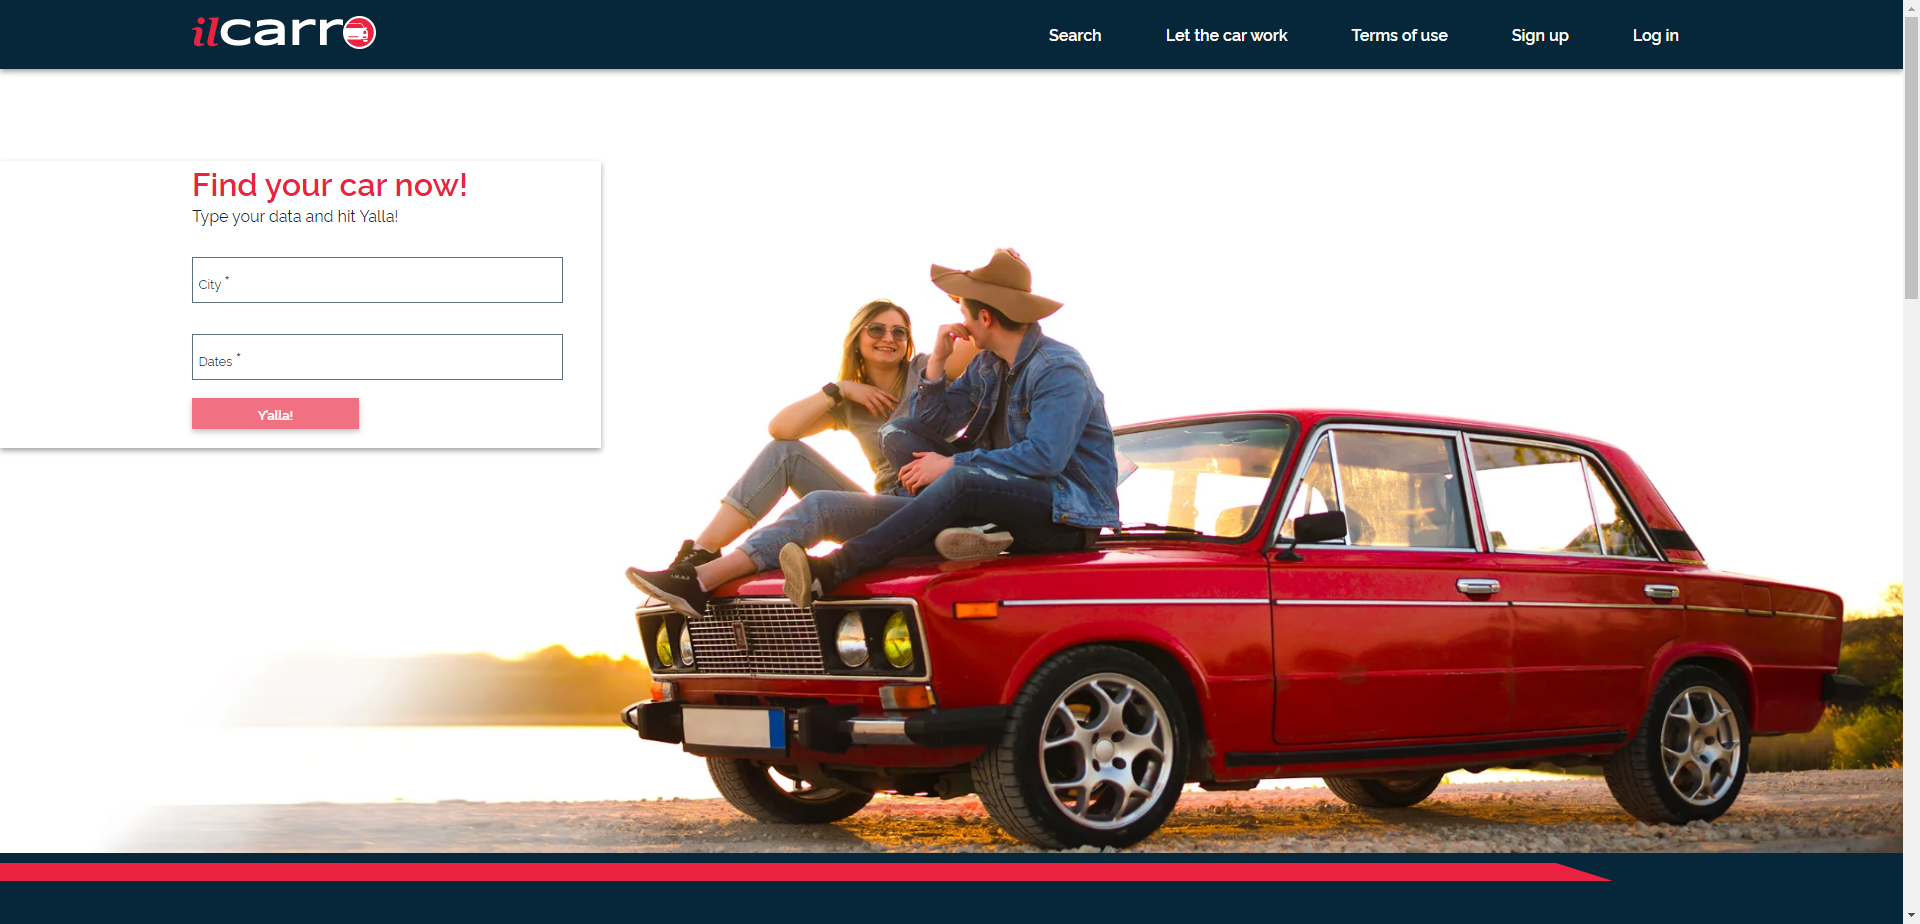 ilcarro
Search
Let the car work
Terms of use
Sign up
Log in
Find your car now!
Type your data and hit Yalla!
City *
Dates *
Y'alla!